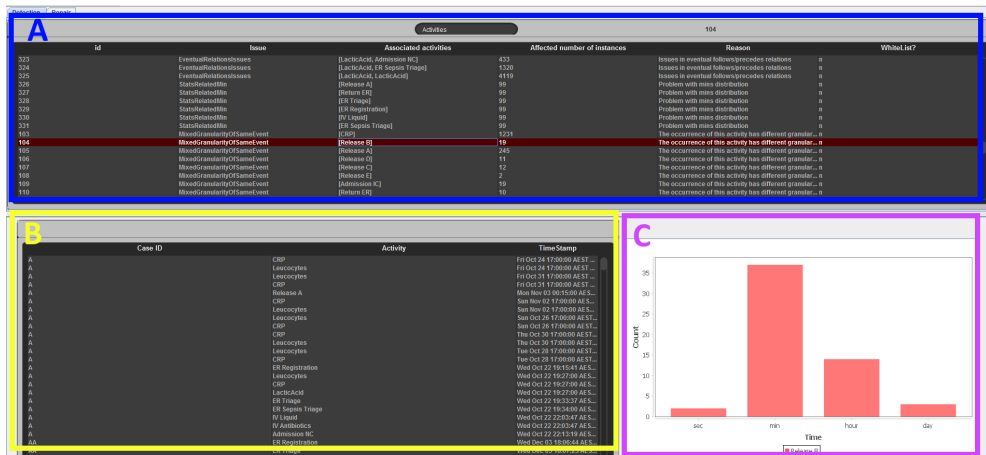 Detection Repair
A
Activities 104
id Issue Associated activities Affected number of instances Reason WhiteList?
323 EventualRelationsIssues [LacticAcid, Admission NC] 433 Issues in eventual follows/precedes relations n
324 EventualRelationsIssues [LacticAcid, ER Sepsis Triage] 1320 Issues in eventual follows/precedes relations n
325 EventualRelationsIssues [LacticAcid, LacticAcid] 4119 Issues in eventual follows/precedes relations n
326 StatsRelatedMin [Release A] 99 Problem with mins distribution n
327 StatsRelatedMin [Return ER] 99 Problem with mins distribution n
328 StatsRelatedMin [ER Triage] 99 Problem with mins distribution n
329 StatsRelatedMin [ER Registration] 99 Problem with mins distribution n
330 StatsRelatedMin [IV Liquid] 99 Problem with mins distribution n
331 StatsRelatedMin [ER Sepsis Triage] 99 Problem with mins distribution n
103 MixedGranularityOfSameEvent [CRP] 1231 The occurrence of this activity has different granular... n
104 MixedGranularityOfSameEvent [Release B] 19 The occurrence of this activity has different granular... n
105 MixedGranularityOfSameEvent [Release A] 245 The occurrence of this activity has different granular... n
106 MixedGranularityOfSameEvent [Release D] 11 The occurrence of this activity has different granular... n
107 MixedGranularityOfSameEvent [Release C] 12 The occurrence of this activity has different granular... n
108 MixedGranularityOfSameEvent [Release E] 2 The occurrence of this activity has different granular... n
109 MixedGranularityOfSameEvent [Admission IC] 19 The occurrence of this activity has different granular... n
110 MixedGranularityOfSameEvent [Return ER] 10 The occurrence of this activity has different granular... n
B
Case ID Activity TimeStamp
A CRP Fri Oct 24 17:00:00 AEST ...
A Leucocytes Fri Oct 24 17:00:00 AEST ...
A Leucocytes Fri Oct 31 17:00:00 AEST ...
A CRP Fri Oct 31 17:00:00 AEST ...
A Release A Mon Nov 03 00:15:00 AES...
A CRP Sun Nov 02 17:00:00 AES...
A Leucocytes Sun Nov 02 17:00:00 AES...
A Leucocytes Sun Oct 26 17:00:00 AEST...
A CRP Sun Oct 26 17:00:00 AEST...
A CRP Thu Oct 30 17:00:00 AEST...
A Leucocytes Thu Oct 30 17:00:00 AEST...
A Leucocytes Tue Oct 28 17:00:00 AEST...
A CRP Tue Oct 28 17:00:00 AEST...
A ER Registration Wed Oct 22 19:15:41 AES...
A Leucocytes Wed Oct 22 19:27:00 AES...
A CRP Wed Oct 22 19:27:00 AES...
A LacticAcid Wed Oct 22 19:27:00 AES...
A ER Triage Wed Oct 22 19:33:37 AES...
A ER Sepsis Triage Wed Oct 22 19:34:00 AES...
A IV Liquid Wed Oct 22 22:03:47 AES...
A IV Antibiotics Wed Oct 22 22:03:47 AES...
A Admission NC Wed Oct 22 22:13:19 AES...
AA ER Registration Wed Dec 03 18:06:44 AES...
C
35
30
25
20
15
10
5
0
Count
sec min hour day
Time
Release B